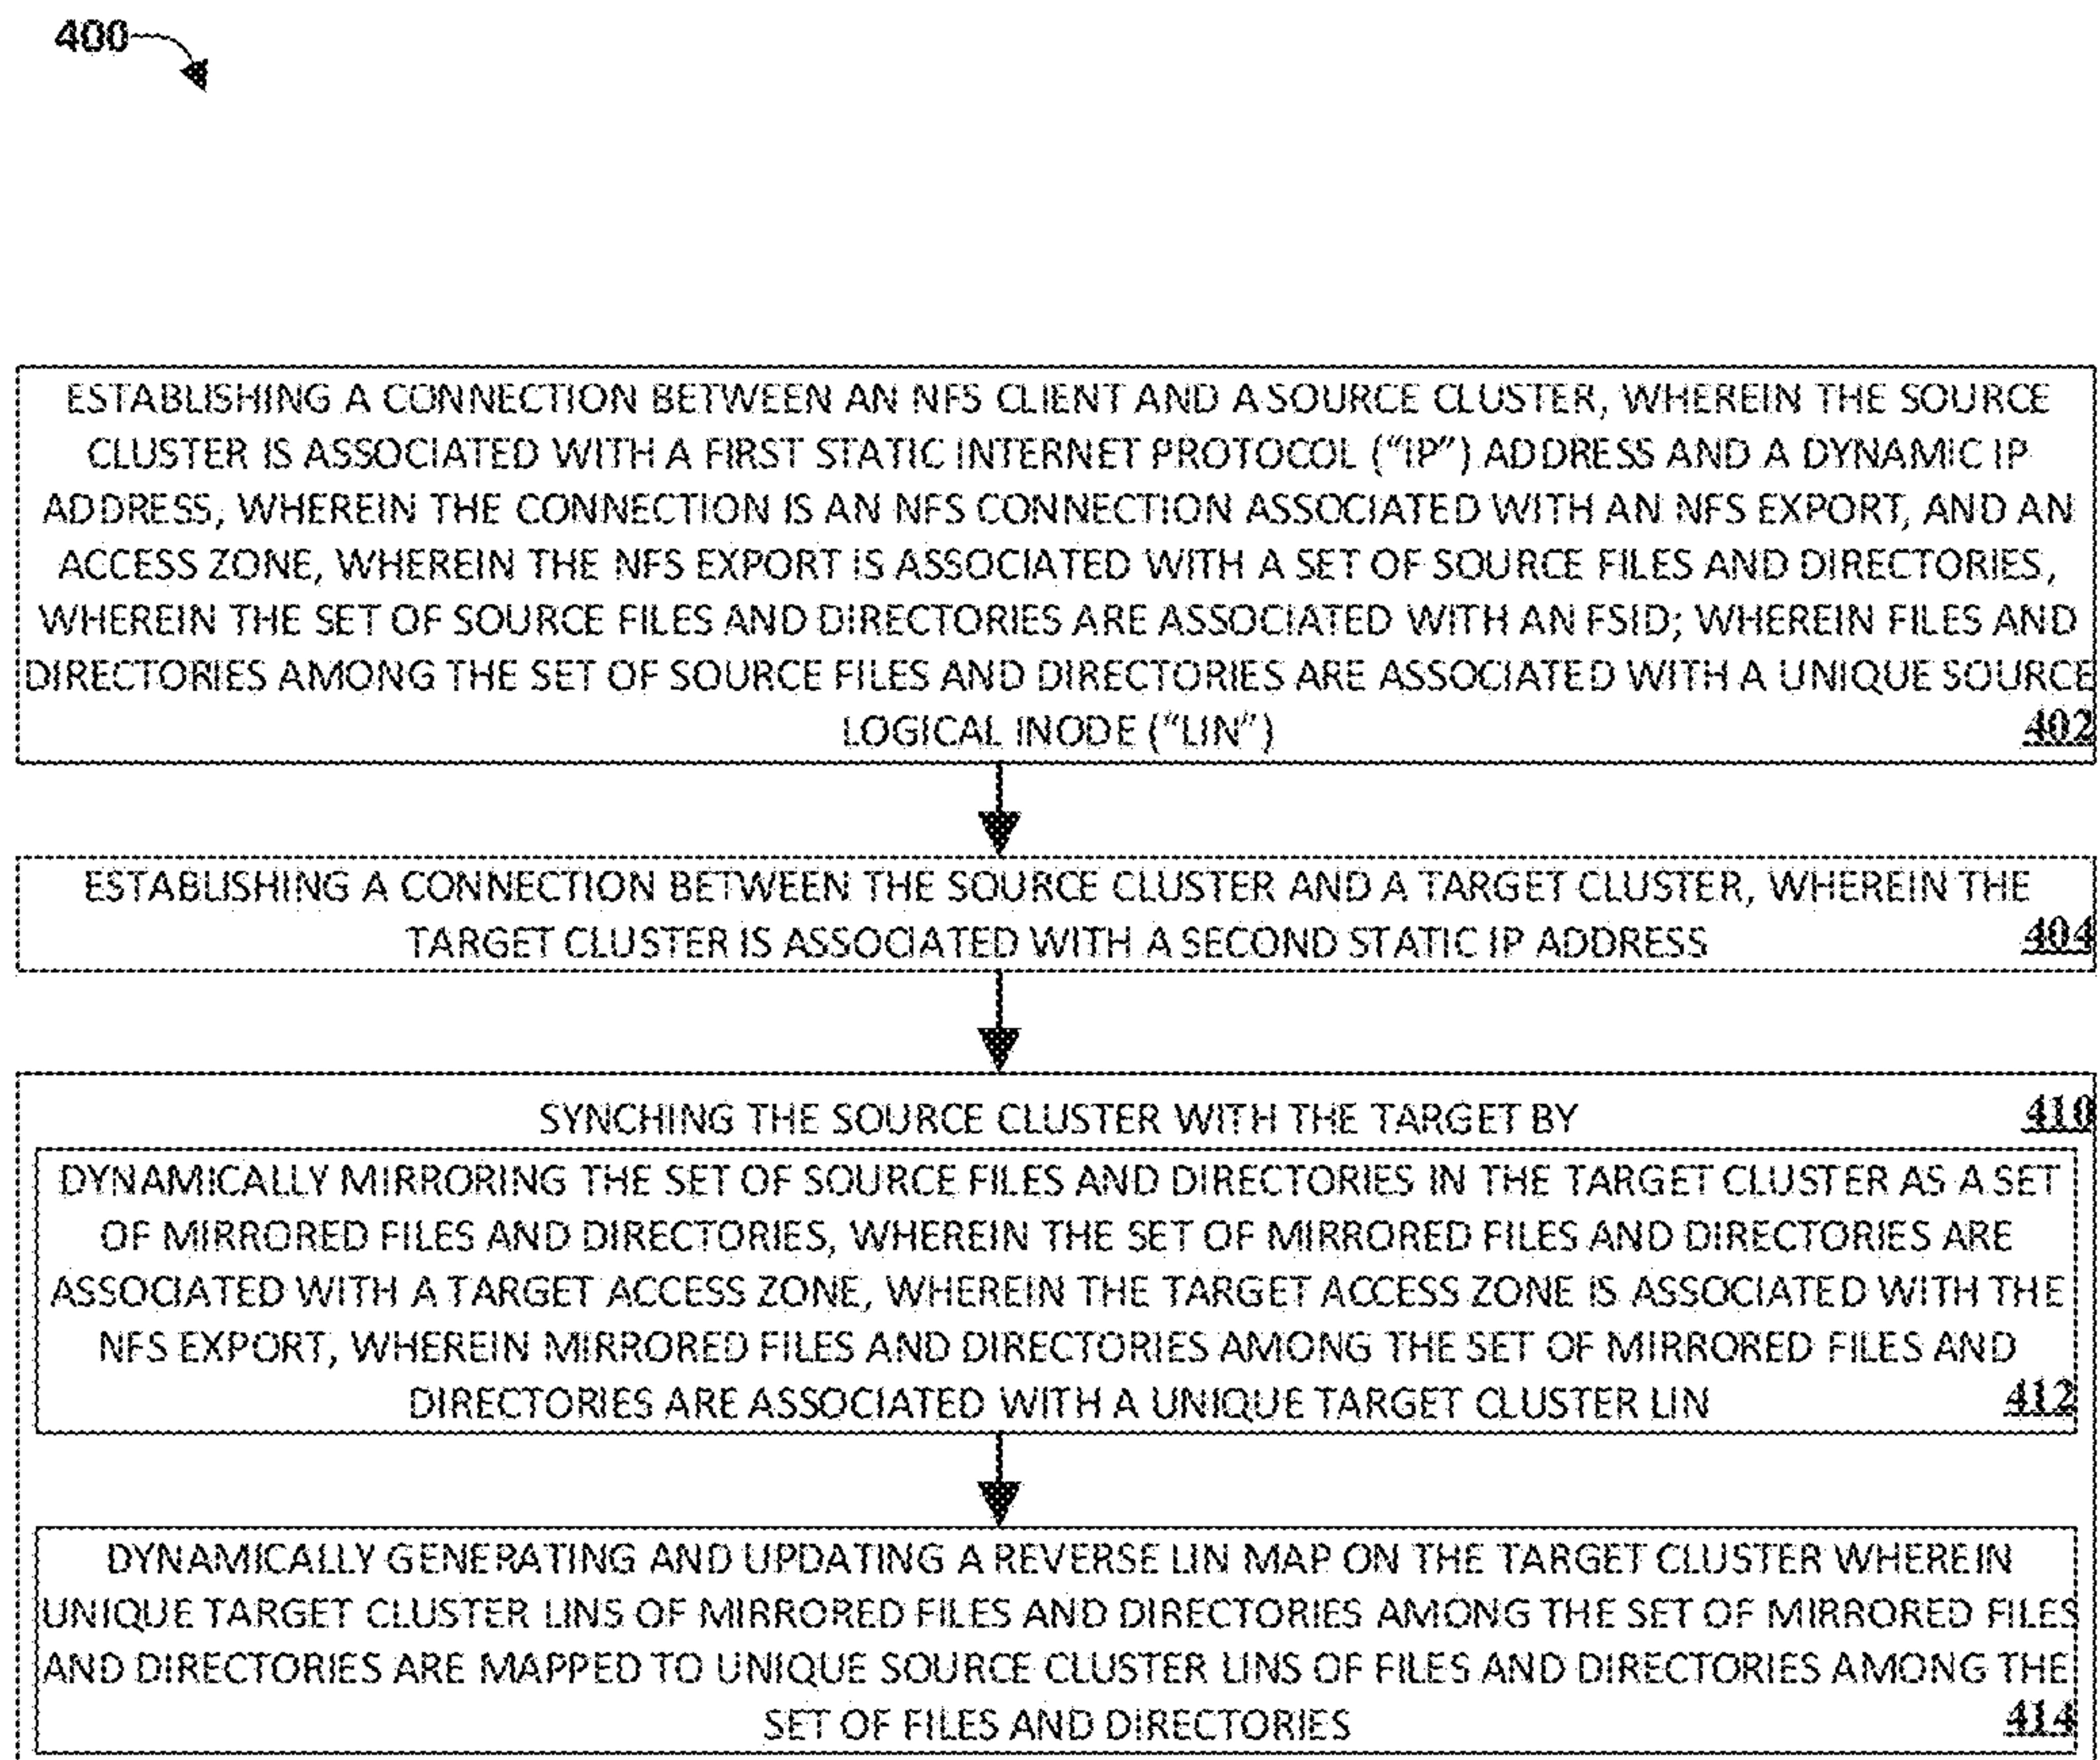 400
ESTABLISHING A CONNECTION BETWEEN AN NFS CLIENT AND A SOURCE CLUSTER, WHEREIN THE SOURCE
CLUSTER IS ASSOCIATED WITH A FIRST STATIC INTERNET PROTOCOL (“IP”) ADDRESS AND A DYNAMIC IP
ADDRESS, WHEREIN THE CONNECTION IS AN NFS CONNECTION ASSOCIATED WITH AN NFS EXPORT, AND AN
ACCESS ZONE, WHEREIN THE NFS EXPORT IS ASSOCIATED WITH A SET OF SOURCE FILES AND DIRECTORIES,
WHEREIN THE SET OF SOURCE FILES AND DIRECTORIES ARE ASSOCIATED WITH AN FSID; WHEREIN FILES AND
DIRECTORIES AMONG THE SET OF SOURCE FILES AND DIRECTORIES ARE ASSOCIATED WITH A UNIQUE SOURCE
LOGICAL INODE (“LIN”) 402
ESTABLISHING A CONNECTION BETWEEN THE SOURCE CLUSTER AND A TARGET CLUSTER, WHEREIN THE
TARGET CLUSTER IS ASSOCIATED WITH A SECOND STATIC IP ADDRESS 404
SYNCHING THE SOURCE CLUSTER WITH THE TARGET BY 410
DYNAMICALLY MIRRORING THE SET OF SOURCE FILES AND DIRECTORIES IN THE TARGET CLUSTER AS A SET
OF MIRRORED FILES AND DIRECTORIES, WHEREIN THE SET OF MIRRORED FILES AND DIRECTORIES ARE
ASSOCIATED WITH A TARGET ACCESS ZONE, WHEREIN THE TARGET ACCESS ZONE IS ASSOCIATED WITH THE
NFS EXPORT, WHEREIN MIRRORED FILES AND DIRECTORIES AMONG THE SET OF MIRRORED FILES AND
DIRECTORIES ARE ASSOCIATED WITH A UNIQUE TARGET CLUSTER LIN 412
DYNAMICALLY GENERATING AND UPDATING A REVERSE LIN MAP ON THE TARGET CLUSTER WHEREIN
UNIQUE TARGET CLUSTER LINS OF MIRRORED FILES AND DIRECTORIES AMONG THE SET OF MIRRORED FILES
AND DIRECTORIES ARE MAPPED TO UNIQUE SOURCE CLUSTER LINS OF FILES AND DIRECTORIES AMONG THE
SET OF FILES AND DIRECTORIES 414